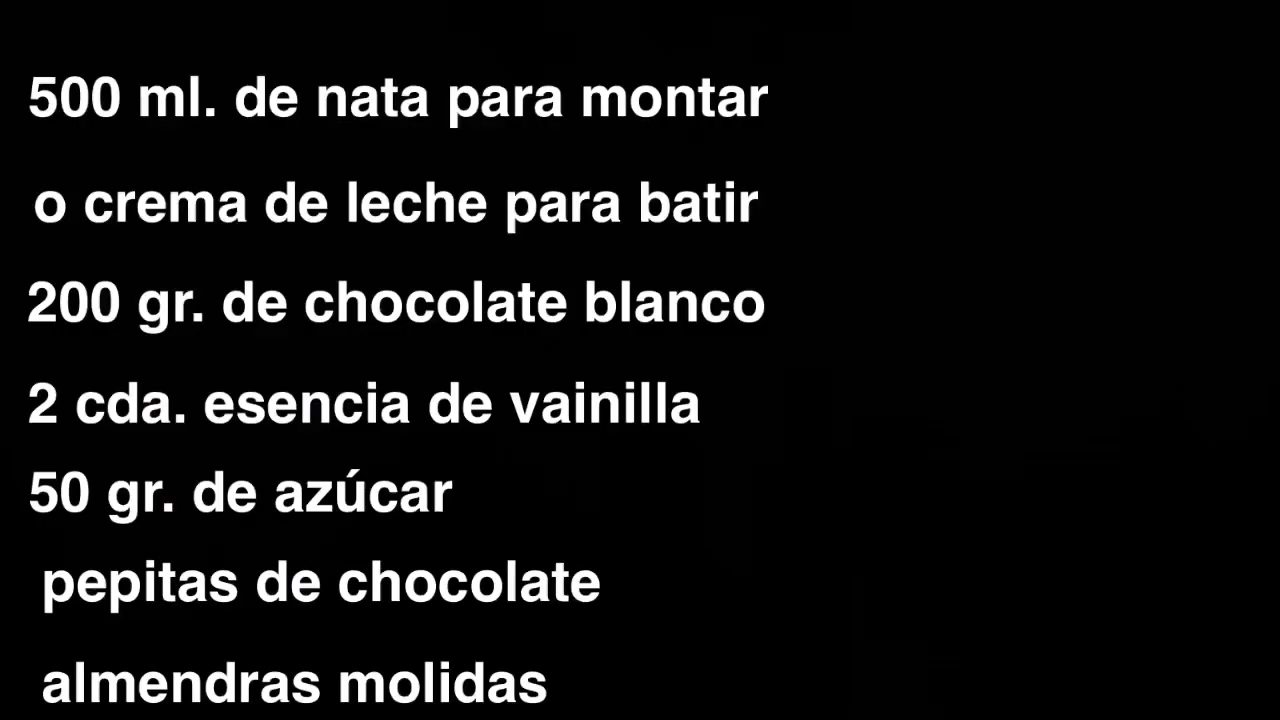 500 ml. de nata para montar
o crema de leche para batir
200 gr. de chocolate blanco
2 cda. esencia de vainilla
50 gr. de azúcar
pepitas de chocolate
almendras molidas